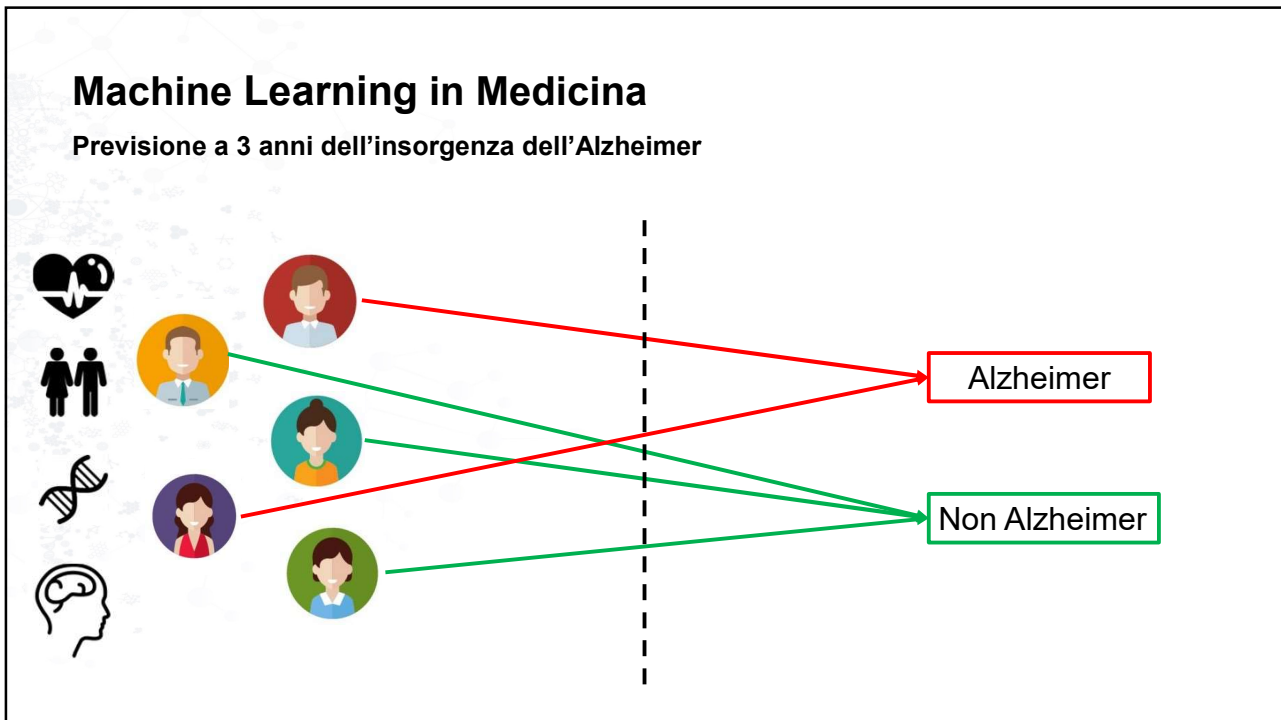 Machine Learning in Medicina
Previsione a 3 anni dell’insorgenza dell’Alzheimer
Alzheimer
Non Alzheimer